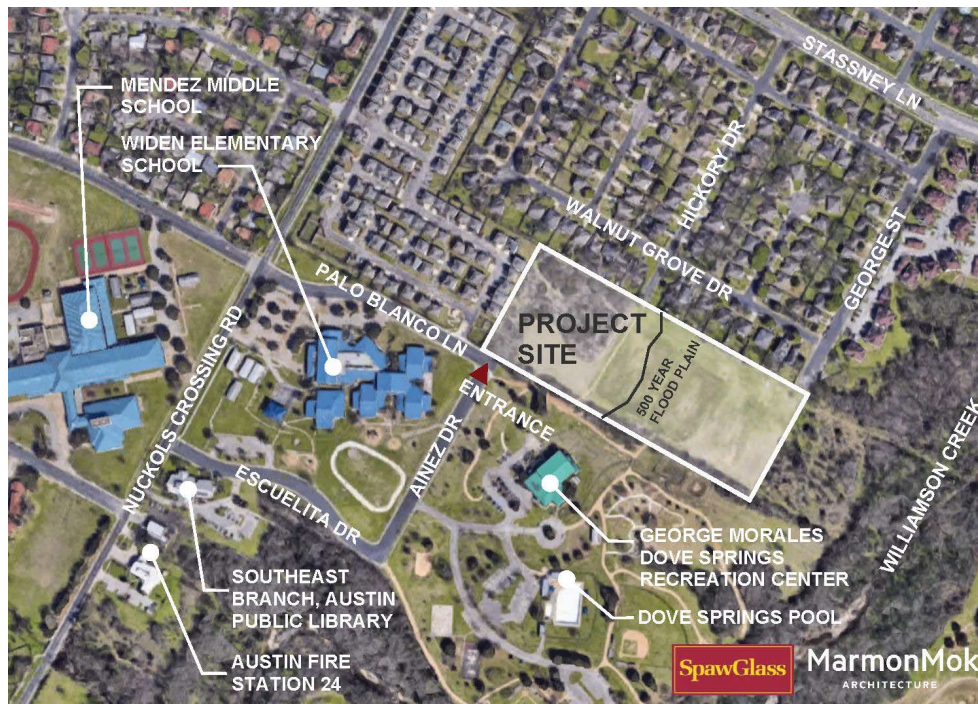 MENDEZ MIDDLE
SCHOOL
WIDEN ELEMENTARY
SCHOOL
STASSNEY LN
HICKORY DR
WALNUT GROVE DR
GEORGE ST
PALO BLANCO LN
PROJECT
SITE
500 YEAR
FLOOD PLAIN
ENTRANCE
NUCKOLS CROSSING RD
AINEZ DR
ESCUELITA DR
WILLIAMSON CREEK
GEORGE MORALES
DOVE SPRINGS
RECREATION CENTER
DOVE SPRINGS POOL
SOUTHEAST
BRANCH, AUSTIN
PUBLIC LIBRARY
AUSTIN FIRE
STATION 24
SpawGlass
MarmonMok
ARCHITECTURE